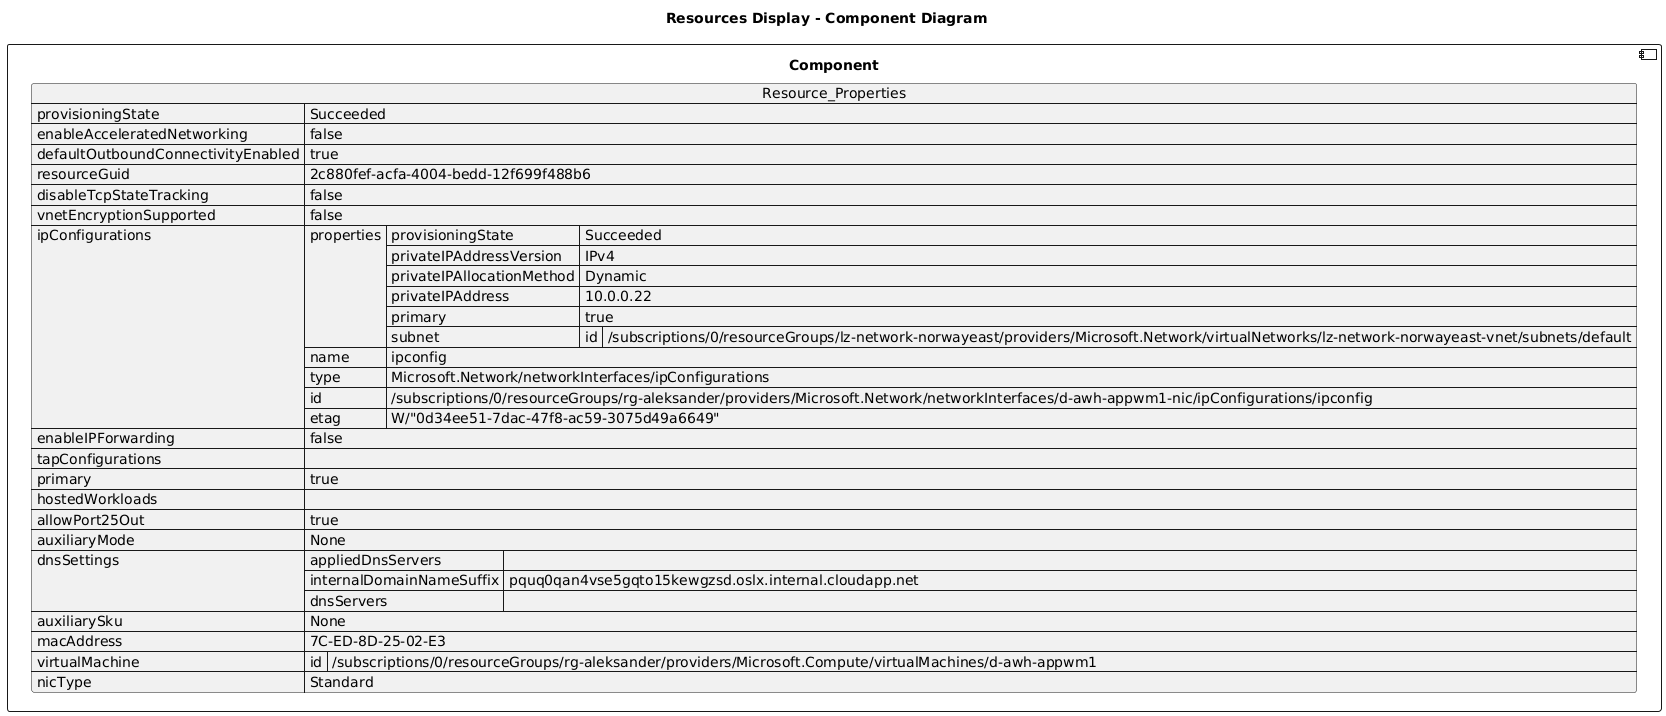 Resources Display - Component Diagram
Component
Resource_Properties
provisioningState Succeeded
enableAcceleratedNetworking false
defaultOutboundConnectivityEnabled true
resourceGuid 2c880fef-acfa-4004-bedd-12f699f488b6
disableTcpStateTracking false
vnetEncryptionSupported false
ipConfigurations properties provisioningState Succeeded
privateIPAddressVersion IPv4
privateIPAllocationMethod Dynamic
privateIPAddress 10.0.0.22
primary true
subnet id /subscriptions/0/resourceGroups/lz-network-norwayeast/providers/Microsoft.Network/virtualNetworks/lz-network-norwayeast-vnet/subnets/default
name ipconfig
type Microsoft.Network/networkInterfaces/ipConfigurations
id /subscriptions/0/resourceGroups/rg-aleksander/providers/Microsoft.Network/networkInterfaces/d-awh-appwm1-nic/ipConfigurations/ipconfig
etag W/"0d34ee51-7dac-47f8-ac59-3075d49a6649"
enableIPForwarding false
tapConfigurations
primary true
hostedWorkloads
allowPort25Out true
auxiliaryMode None
dnsSettings appliedDnsServers
internalDomainNameSuffix pquq0qan4vse5gqto15kewgzsd.oslx.internal.cloudapp.net
dnsServers
auxiliarySku None
macAddress 7C-ED-8D-25-02-E3
virtualMachine id /subscriptions/0/resourceGroups/rg-aleksander/providers/Microsoft.Compute/virtualMachines/d-awh-appwm1
nicType Standard